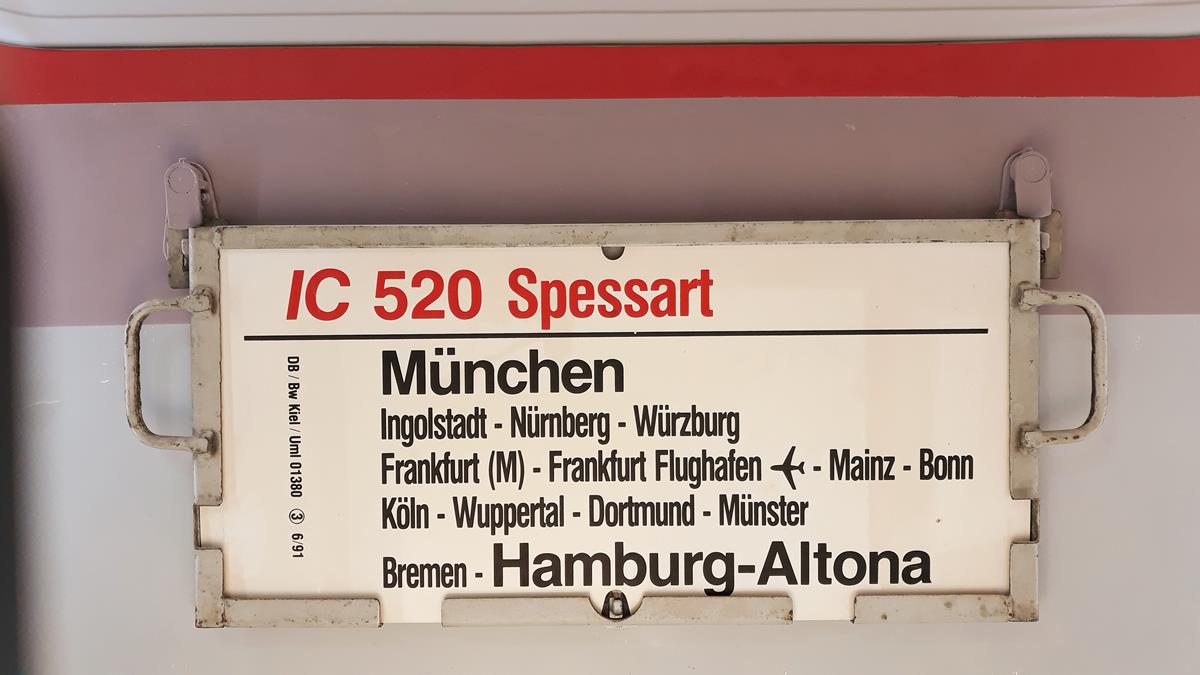 IC 520 Spessart
München
Ingolstadt - Nürnberg - Würzburg
Frankfurt (M) - Frankfurt Flughafen ✈ - Mainz - Bonn
Köln - Wuppertal - Dortmund - Münster
Bremen - Hamburg-Altona
DB / Bw Kiel / Uml 01380 ③ 6/91